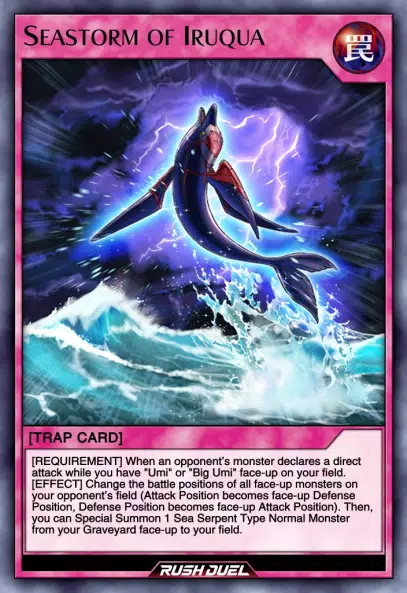 Seastorm of Iruqua
罠
[TRAP CARD]
[REQUIREMENT] When an opponent's monster declares a direct
attack while you have "Umi" or "Big Umi" face-up on your field.
[EFFECT] Change the battle positions of all face-up monsters on
your opponent's field (Attack Position becomes face-up Defense
Position, Defense Position becomes face-up Attack Position). Then,
you can Special Summon 1 Sea Serpent Type Normal Monster
from your Graveyard face-up to your field.
RUSH DUEL